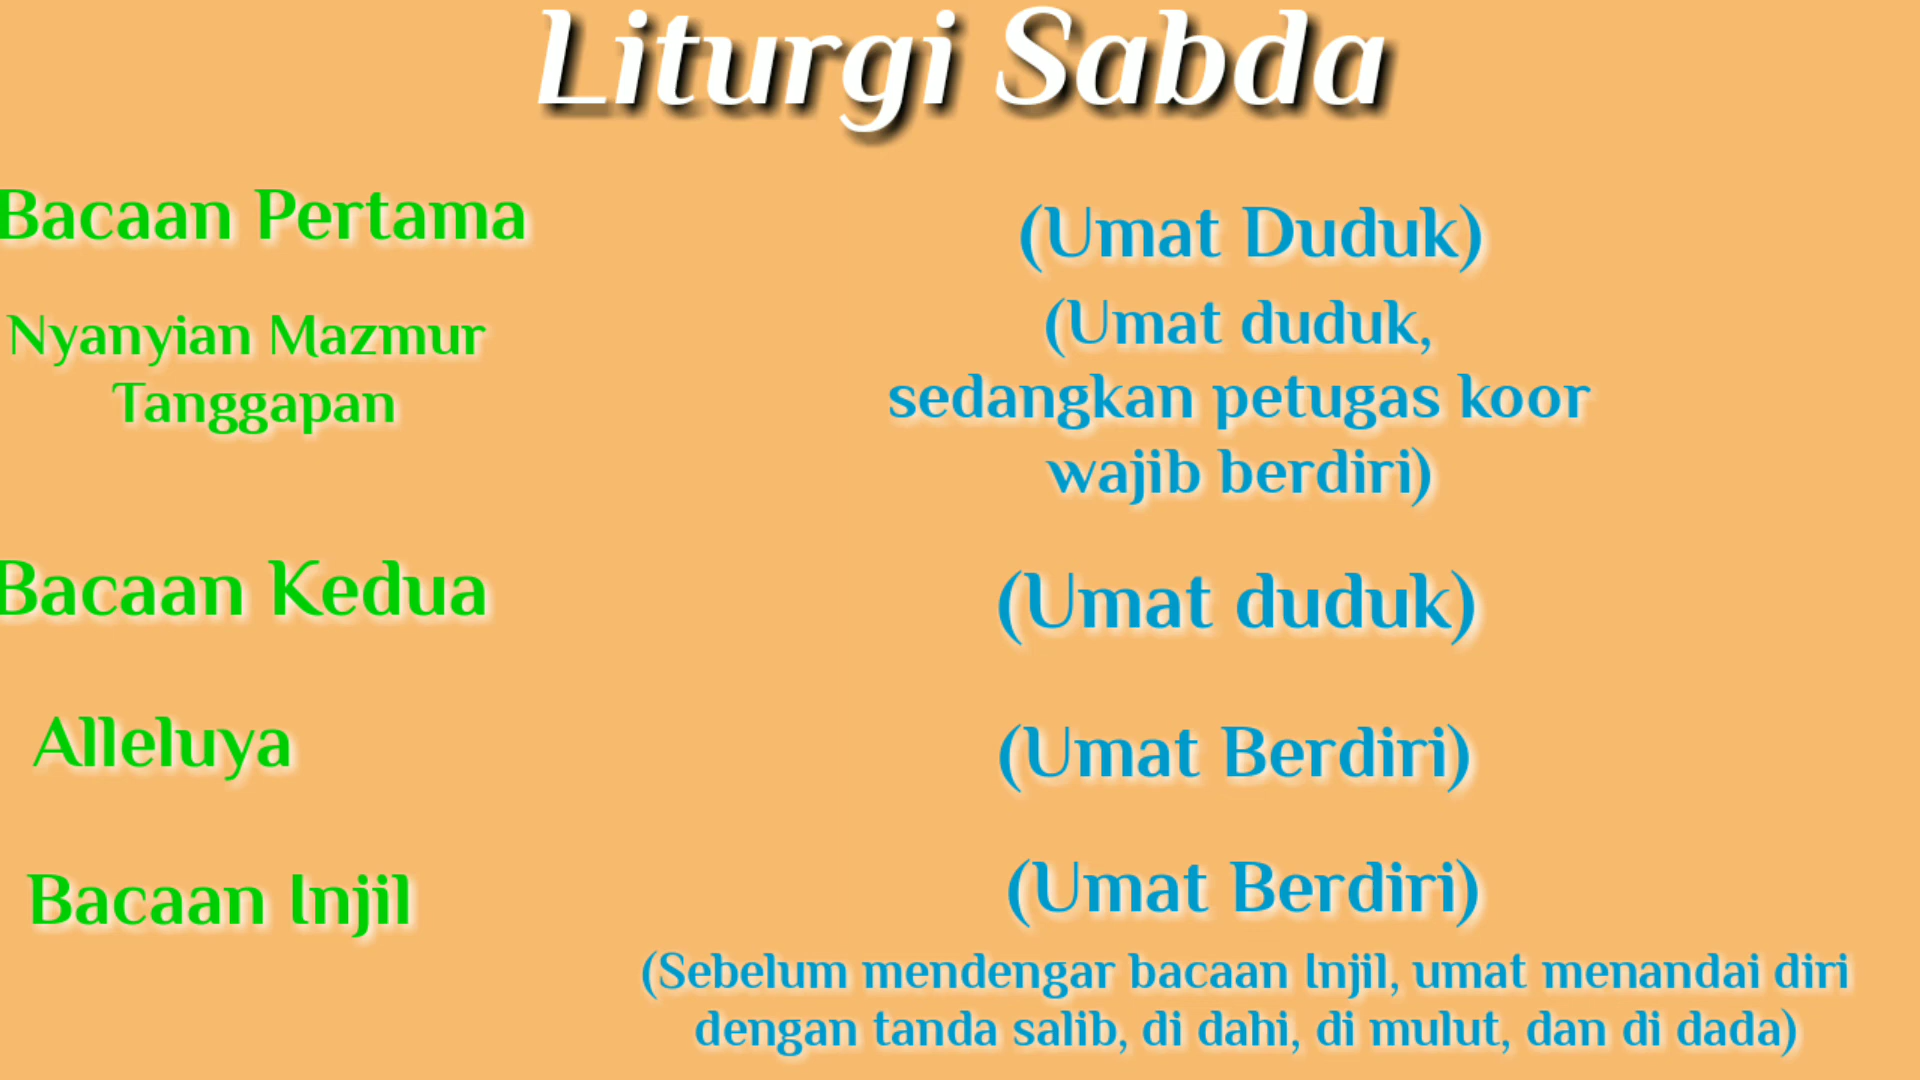 Liturgi Sabda
Bacaan Pertama
(Umat Duduk)
Nyanyian Mazmur
Tanggapan
(Umat duduk,
sedangkan petugas koor
wajib berdiri)
Bacaan Kedua
(Umat duduk)
Alleluya
(Umat Berdiri)
Bacaan Injil
(Umat Berdiri)
(Sebelum mendengar bacaan Injil, umat menandai diri
dengan tanda salib, di dahi, di mulut, dan di dada)